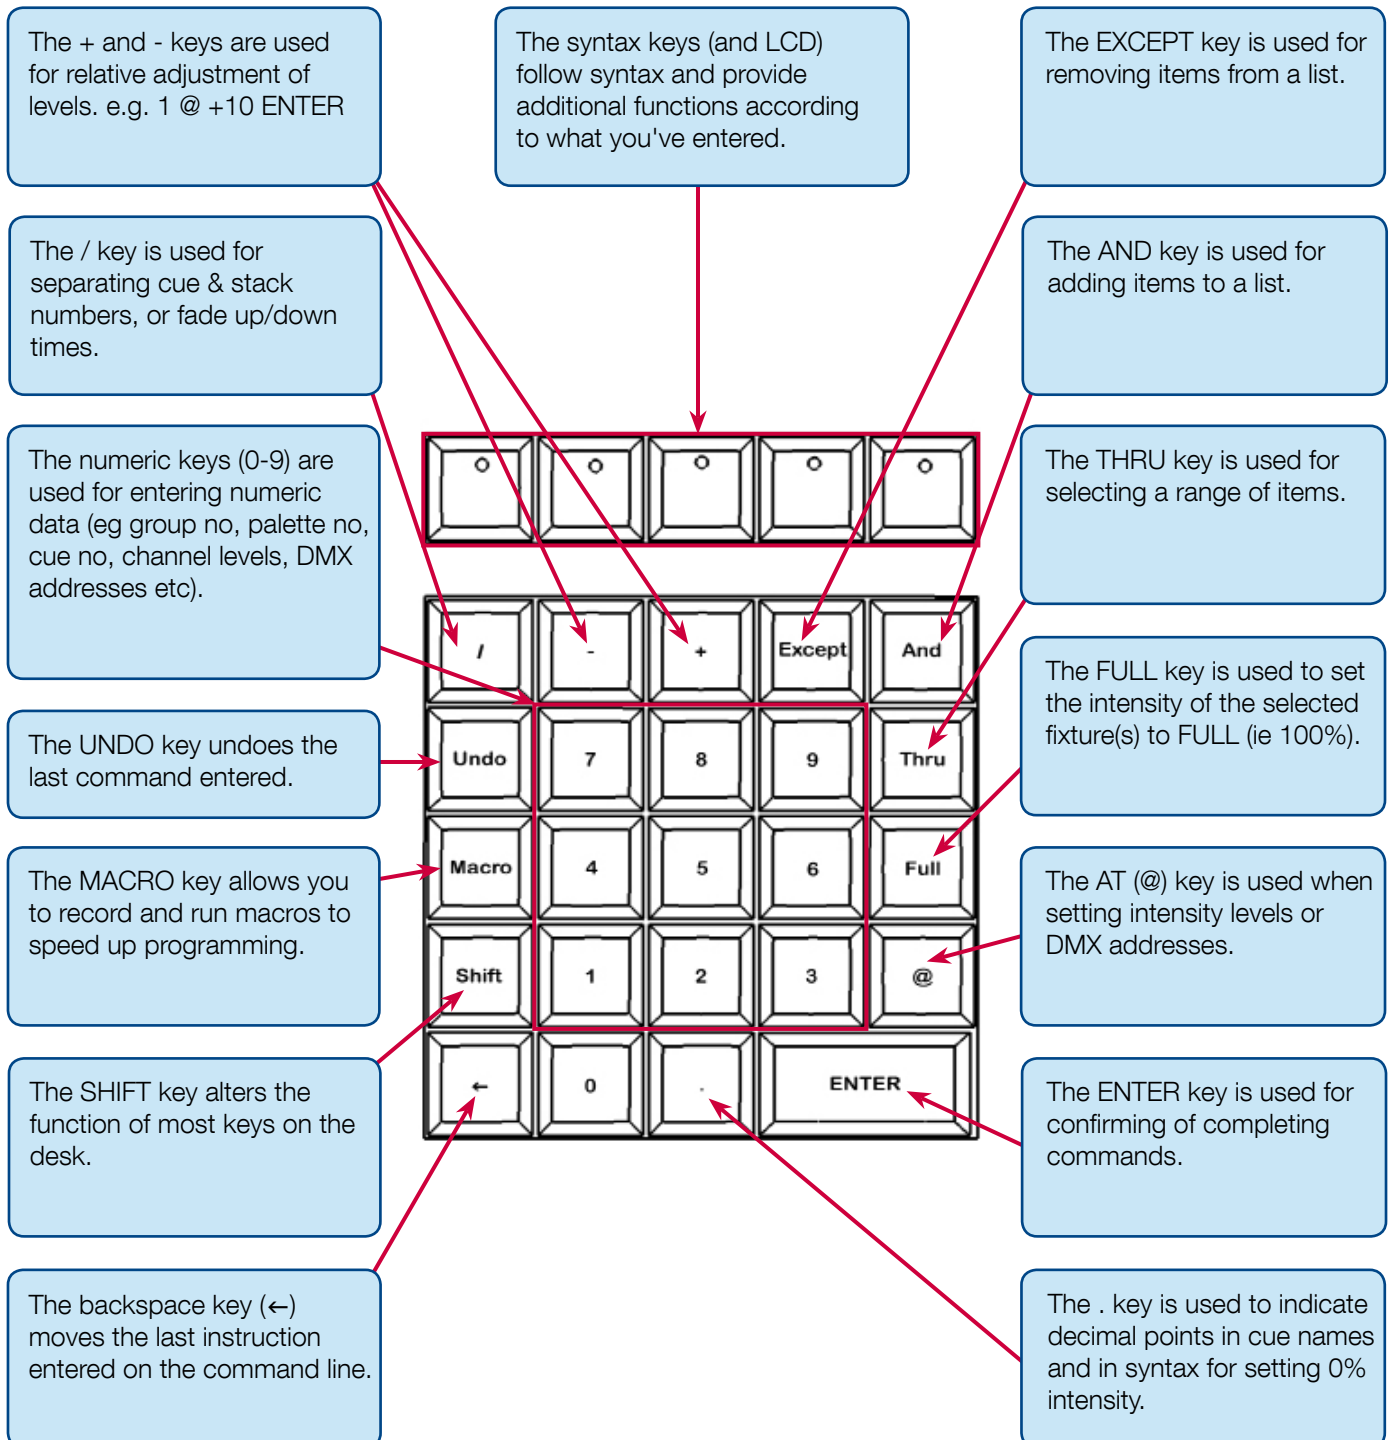 The + and - keys are used
for relative adjustment of
levels. e.g. 1 @ +10 ENTER
The syntax keys (and LCD)
follow syntax and provide
additional functions according
to what you've entered.
The EXCEPT key is used for
removing items from a list.
The / key is used for
separating cue & stack
numbers, or fade up/down
times.
The AND key is used for
adding items to a list.
The numeric keys (0-9) are
used for entering numeric
data (eg group no, palette no,
cue no, channel levels, DMX
addresses etc).
The THRU key is used for
selecting a range of items.
The UNDO key undoes the
last command entered.
The FULL key is used to set
the intensity of the selected
fixture(s) to FULL (ie 100%).
The MACRO key allows you
to record and run macros to
speed up programming.
The AT (@) key is used when
setting intensity levels or
DMX addresses.
The SHIFT key alters the
function of most keys on the
desk.
The ENTER key is used for
confirming of completing
commands.
The backspace key (←)
moves the last instruction
entered on the command line.
The . key is used to indicate
decimal points in cue names
and in syntax for setting 0%
intensity.
/ - + Except And
Undo 7 8 9 Thru
Macro 4 5 6 Full
Shift 1 2 3 @
← 0 . ENTER